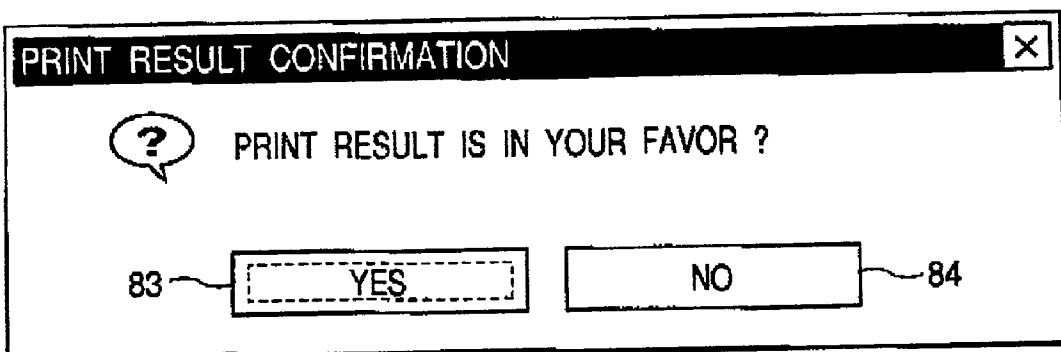 PRINT RESULT CONFIRMATION
? PRINT RESULT IS IN YOUR FAVOR ?
83 YES NO 84